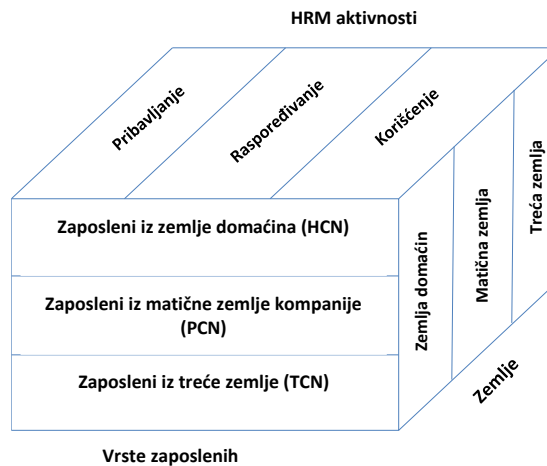 HRM aktivnosti
Pribavljanje
Raspoređivanje
Korišćenje
Zaposleni iz zemlje domaćina (HCN)
Zaposleni iz matične zemlje kompanije
(PCN)
Zaposleni iz treće zemlje (TCN)
Zemlja domaćin
Matična zemlja
Treća zemlja
Zemlje
Vrste zaposlenih